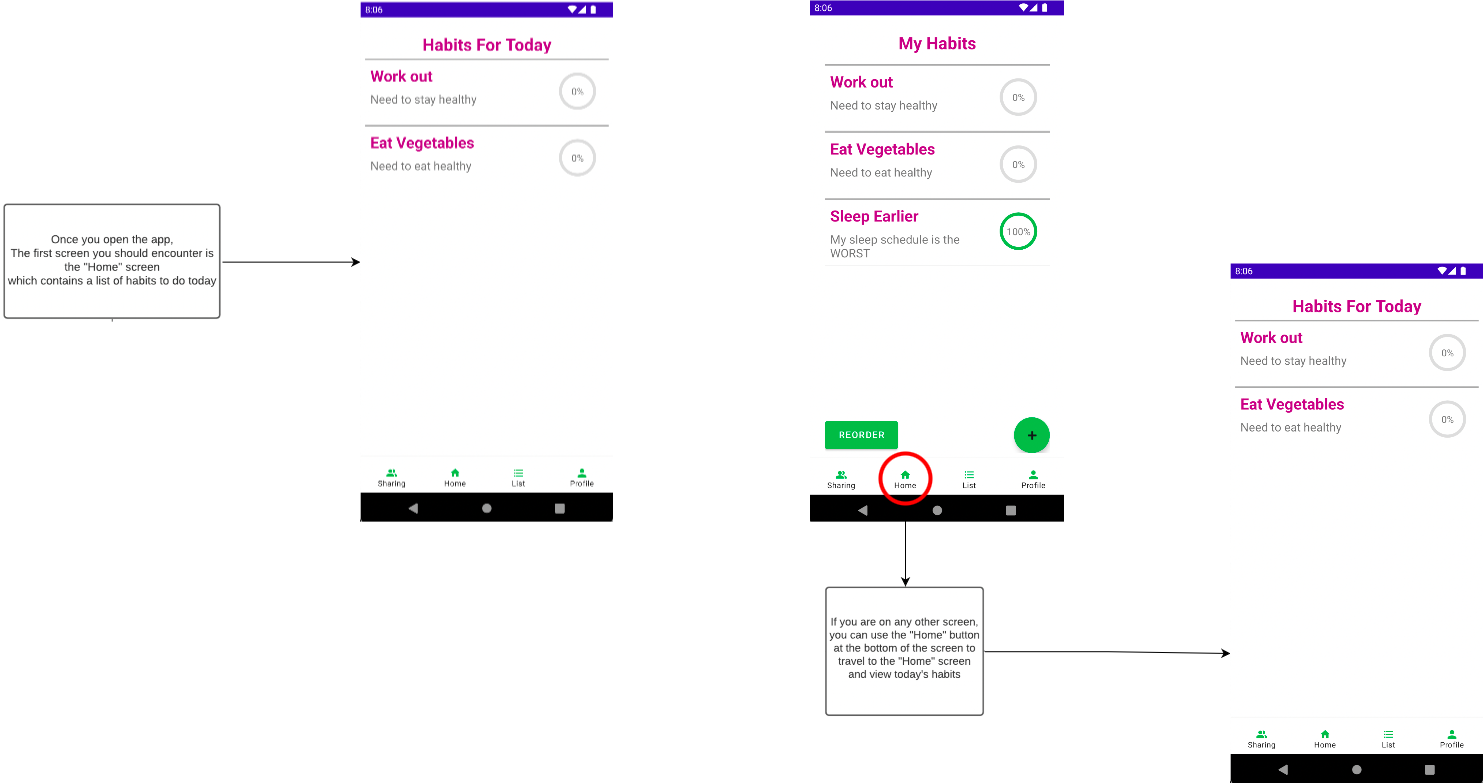 Once you open the app,
The first screen you should encounter is
the "Home" screen
which contains a list of habits to do today
8:06
Habits For Today
Work out
Need to stay healthy
0%
Eat Vegetables
Need to eat healthy
0%
Sharing
Home
List
Profile
8:06
My Habits
Work out
Need to stay healthy
0%
Eat Vegetables
Need to eat healthy
0%
Sleep Earlier
My sleep schedule is the
WORST
100%
REORDER
+
Sharing
Home
List
Profile
If you are on any other screen,
you can use the "Home" button
at the bottom of the screen to
travel to the "Home" screen
and view today's habits
8:06
Habits For Today
Work out
Need to stay healthy
0%
Eat Vegetables
Need to eat healthy
0%
Sharing
Home
List
Profile